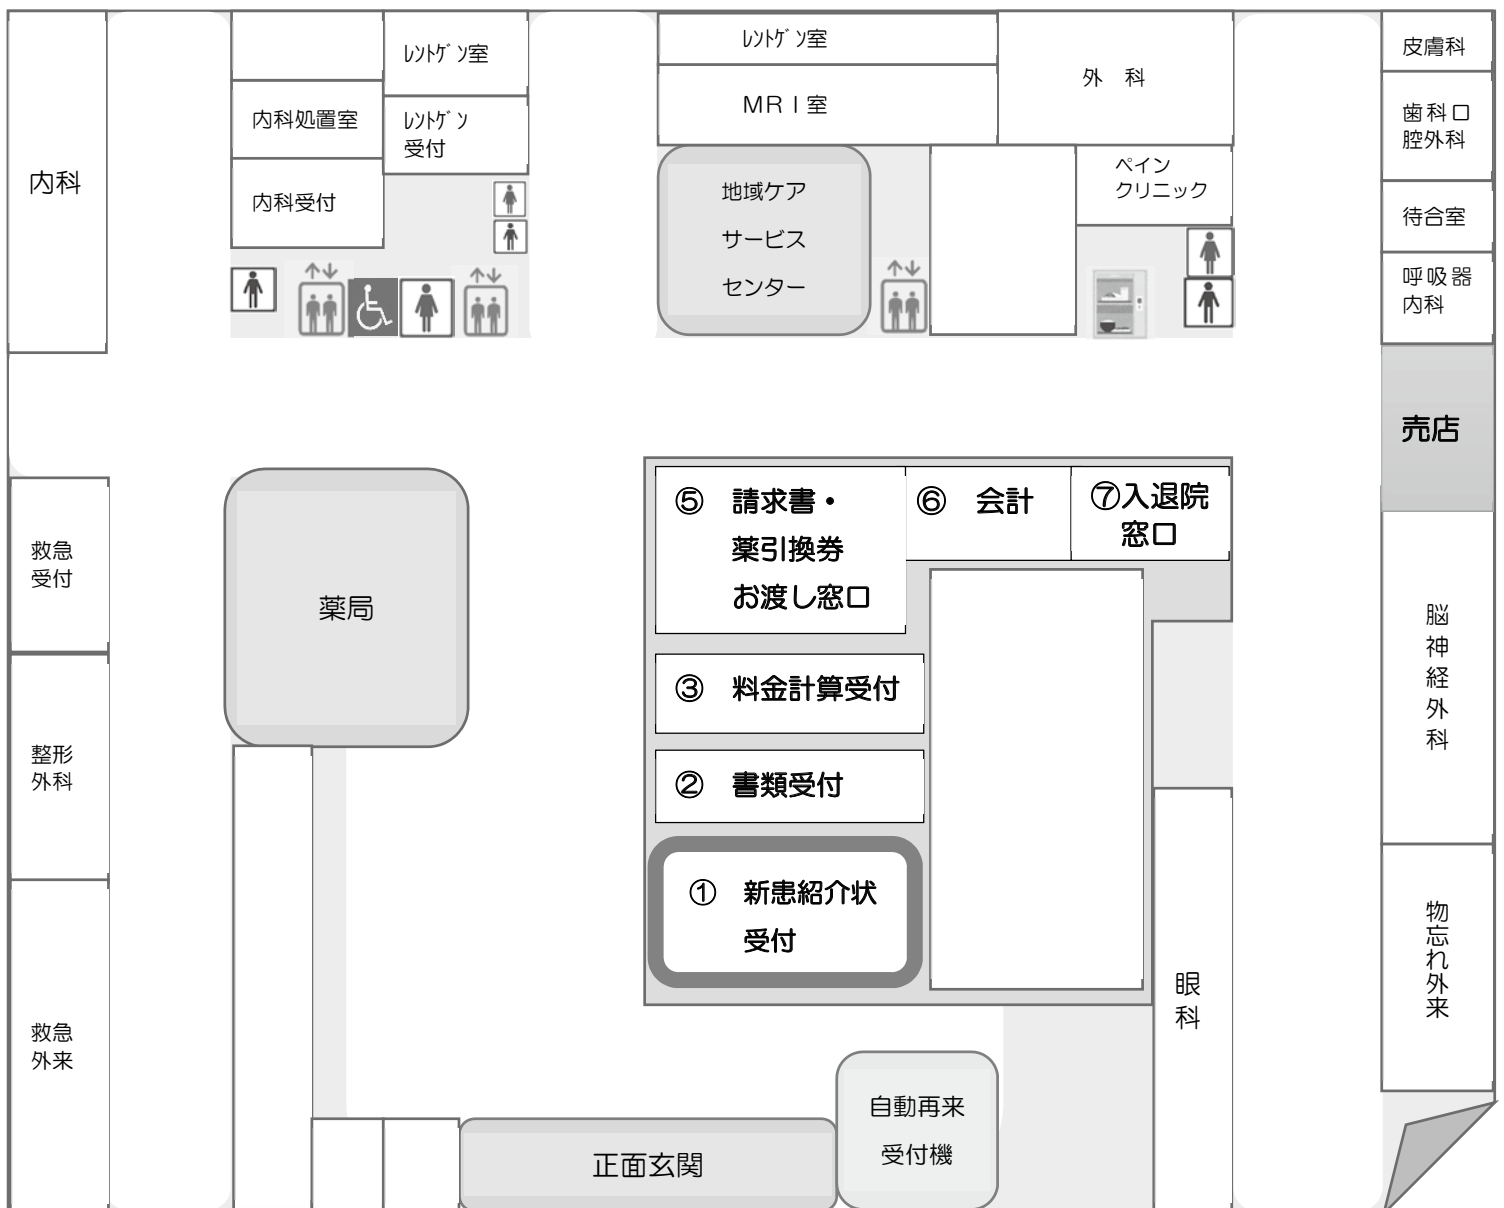 内科
内科処置室
内科受付
ﾚﾝﾄｹﾞﾝ室
ﾚﾝﾄｹﾞﾝ
受付
ﾚﾝﾄｹﾞﾝ室
ＭＲＩ室
外　科
地域ケア
サービス
センター
ペイン
クリニック
皮膚科
歯科口
腔外科
待合室
呼吸器
内科
売店
救急
受付
整形
外科
救急
外来
薬局
⑤　請求書・
薬引換券
お渡し窓口
⑥　会計
⑦入退院
窓口
③　料金計算受付
②　書類受付
①　新患紹介状
受付
脳神経外科
物忘れ外来
眼科
自動再来
受付機
正面玄関